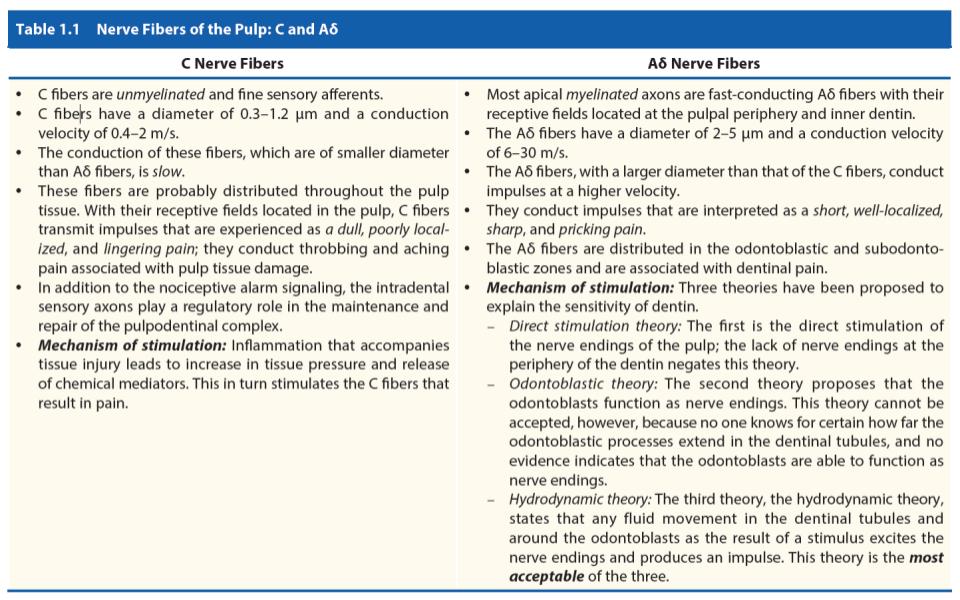 Table 1.1 Nerve Fibers of the Pulp: C and Aδ
C Nerve Fibers
• C fibers are unmyelinated and fine sensory afferents.
• C fibers have a diameter of 0.3–1.2 μm and a conduction
velocity of 0.4–2 m/s.
• The conduction of these fibers, which are of smaller diameter
than Aδ fibers, is slow.
• These fibers are probably distributed throughout the pulp
tissue. With their receptive fields located in the pulp, C fibers
transmit impulses that are experienced as a dull, poorly local-
ized, and lingering pain; they conduct throbbing and aching
pain associated with pulp tissue damage.
• In addition to the nociceptive alarm signaling, the intradental
sensory axons play a regulatory role in the maintenance and
repair of the pulpodentinal complex.
• Mechanism of stimulation: Inflammation that accompanies
tissue injury leads to increase in tissue pressure and release
of chemical mediators. This in turn stimulates the C fibers that
result in pain.
Aδ Nerve Fibers
• Most apical myelinated axons are fast-conducting Aδ fibers with their
receptive fields located at the pulpal periphery and inner dentin.
• The Aδ fibers have a diameter of 2–5 μm and a conduction velocity
of 6–30 m/s.
• The Aδ fibers, with a larger diameter than that of the C fibers, conduct
impulses at a higher velocity.
• They conduct impulses that are interpreted as a short, well-localized,
sharp, and pricking pain.
• The Aδ fibers are distributed in the odontoblastic and subodonto-
blastic zones and are associated with dentinal pain.
• Mechanism of stimulation: Three theories have been proposed to
explain the sensitivity of dentin.
– Direct stimulation theory: The first is the direct stimulation of
the nerve endings of the pulp; the lack of nerve endings at the
periphery of the dentin negates this theory.
– Odontoblastic theory: The second theory proposes that the
odontoblasts function as nerve endings. This theory cannot be
accepted, however, because no one knows for certain how far the
odontoblastic processes extend in the dentinal tubules, and no
evidence indicates that the odontoblasts are able to function as
nerve endings.
– Hydrodynamic theory: The third theory, the hydrodynamic theory,
states that any fluid movement in the dentinal tubules and
around the odontoblasts as the result of a stimulus excites the
nerve endings and produces an impulse. This theory is the most
acceptable of the three.